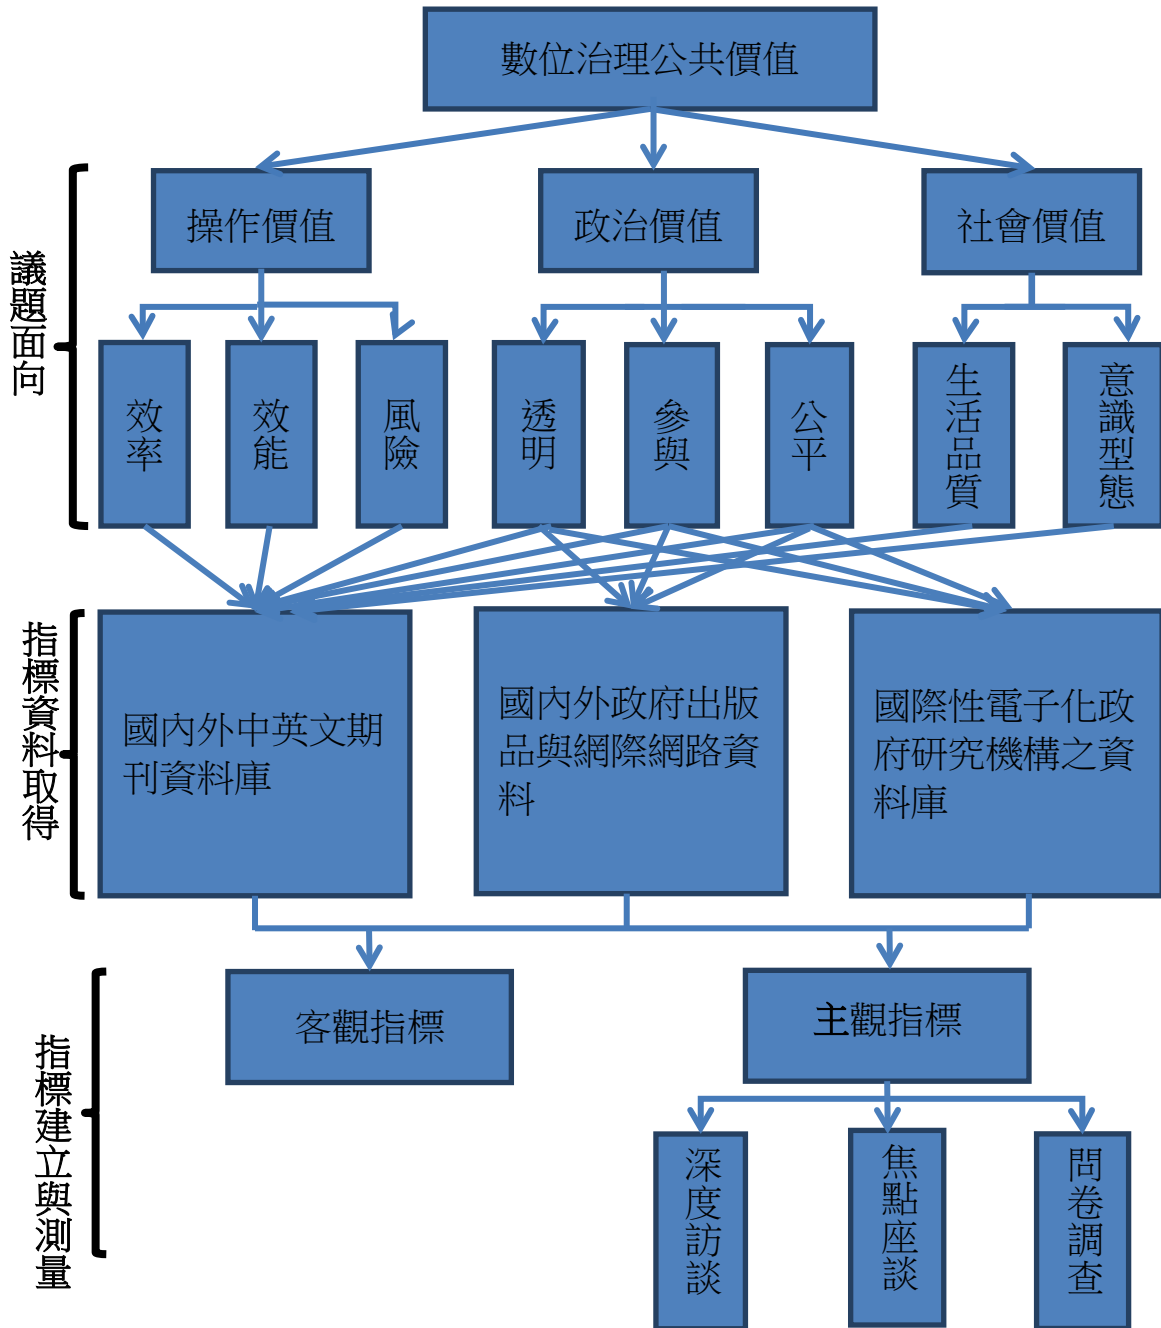 數位治理公共價值
議題面向
操作價值
政治價值
社會價值
效率
效能
風險
透明
參與
公平
生活品質
意識型態
指標資料取得
國內外中英文期
刊資料庫
國內外政府出版
品與網際網路資
料
國際性電子化政
府研究機構之資
料庫
指標建立與測量
客觀指標
主觀指標
深度訪談
焦點座談
問卷調查